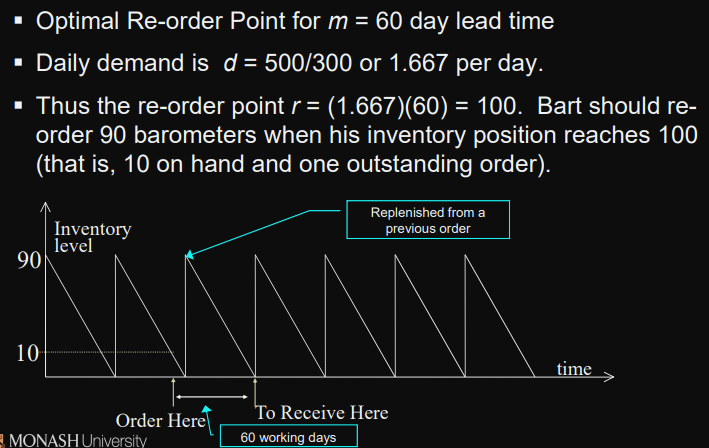 ▪ Optimal Re-order Point for m = 60 day lead time
▪ Daily demand is d = 500/300 or 1.667 per day.
▪ Thus the re-order point r = (1.667)(60) = 100. Bart should re-
order 90 barometers when his inventory position reaches 100
(that is, 10 on hand and one outstanding order).
Replenished from a
previous order
Inventory
level
90
10
time
Order Here
To Receive Here
60 working days
MONASH University